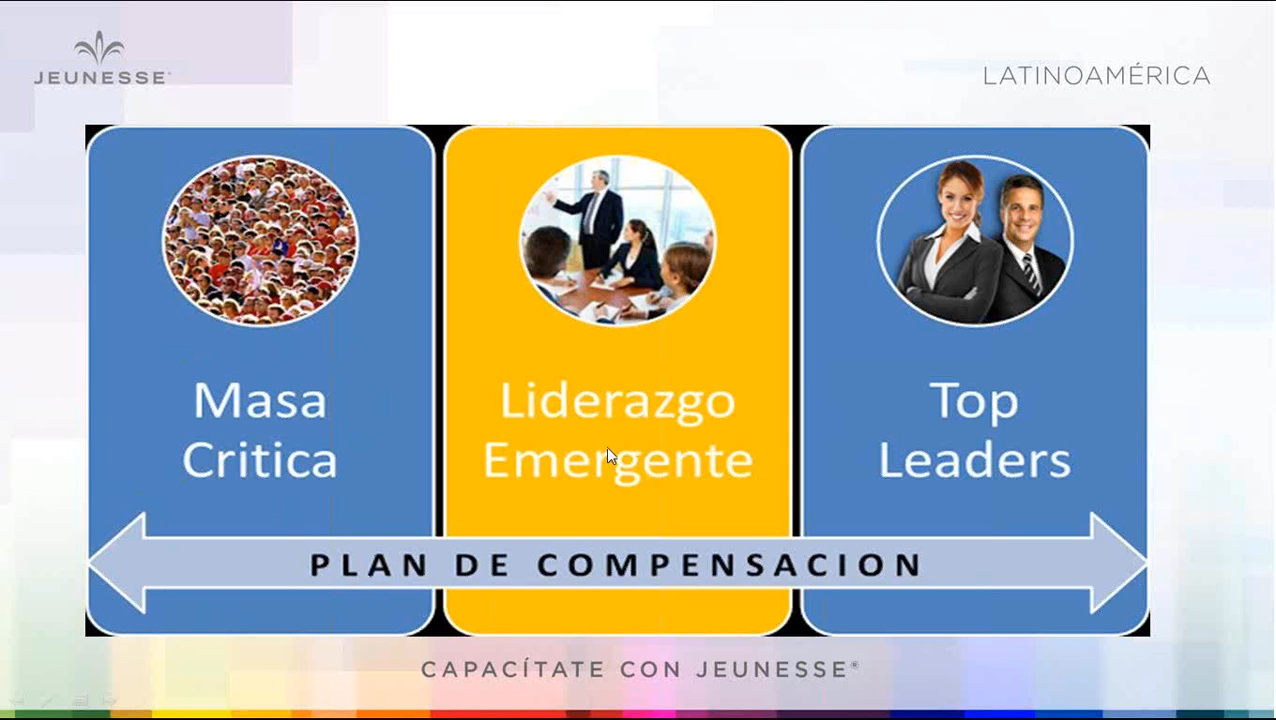 JEUNESSE®
LATINOAMÉRICA
Masa
Critica
Liderazgo
Emergente
Top
Leaders
PLAN DE COMPENSACION
CAPACÍTATE CON JEUNESSE®